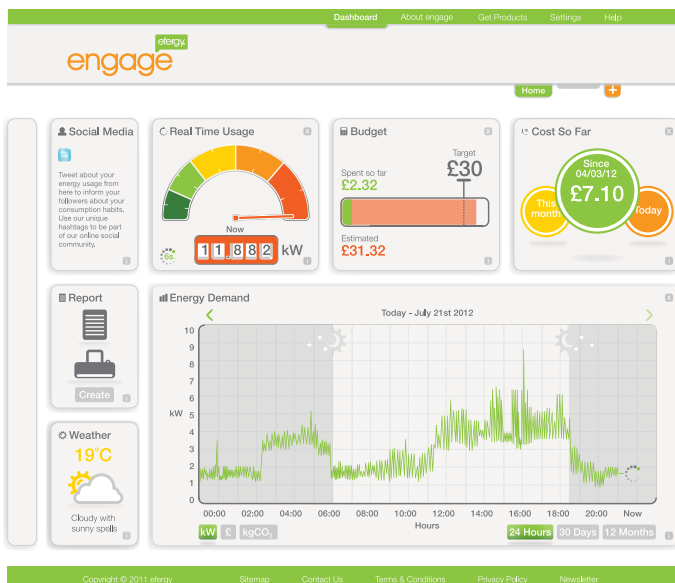 Dashboard About engage Get Products Settings Help
efergy
engage
Home +
Social Media
Tweet about your
energy usage from
here to inform your
followers about your
consumption habits.
Use our unique
hashtags to be part
of our online social
community.
Real Time Usage
Now
6s
11.882 kW
Budget
Target
£30
Spent so far
£2.32
Estimated
£31.32
Cost So Far
Since
04/03/12
£7.10
This
month
Today
Report
Create
Weather
19°C
Cloudy with
sunny spells
Energy Demand
Today - July 21st 2012
10
9
8
7
6
kW 5
4
3
2
1
0
00:00 02:00 04:00 06:00 08:00 10:00 12:00 14:00 16:00 18:00 20:00 Now
Hours
kW £ kgCO₂ 24 Hours 30 Days 12 Months
Copyright © 2011 efergy Sitemap Contact Us Terms & Conditions Privacy Policy Newsletter